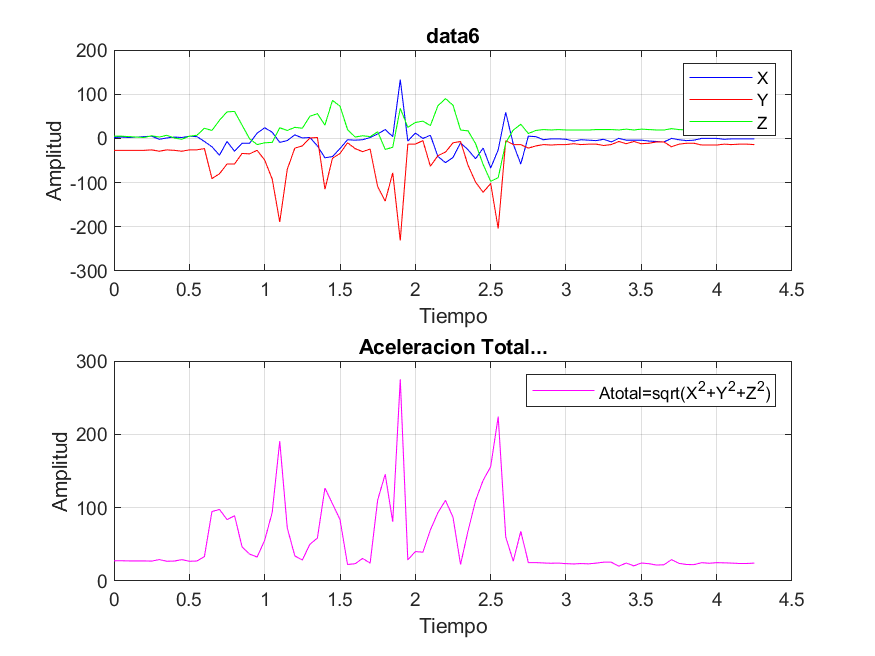 data6
200
100
0
-100
-200
-300
Amplitud
X
Y
Z
0 0.5 1 1.5 2 2.5 3 3.5 4 4.5
Tiempo
Aceleracion Total...
300
200
100
0
Amplitud
Atotal=sqrt(X²+Y²+Z²)
0 0.5 1 1.5 2 2.5 3 3.5 4 4.5
Tiempo